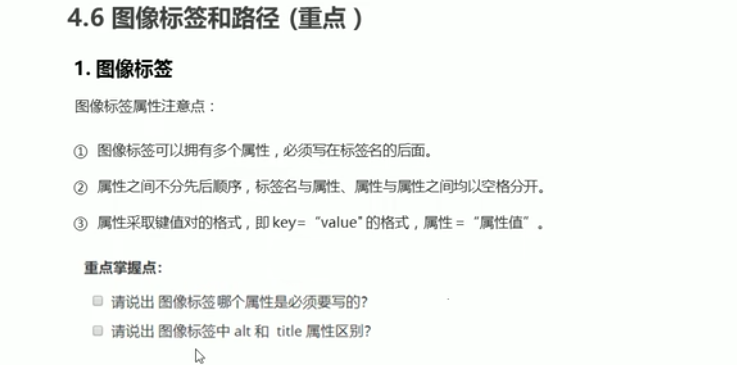 4.6 图像标签和路径 (重点)
1. 图像标签
图像标签属性注意点：
① 图像标签可以拥有多个属性，必须写在标签名的后面。
② 属性之间不分先后顺序，标签名与属性、属性与属性之间均以空格分开。
③ 属性采取键值对的格式，即 key=“value" 的格式，属性 =“属性值”。
重点掌握点：
请说出 图像标签哪个属性是必须要写的?
请说出 图像标签中 alt 和 title 属性区别?